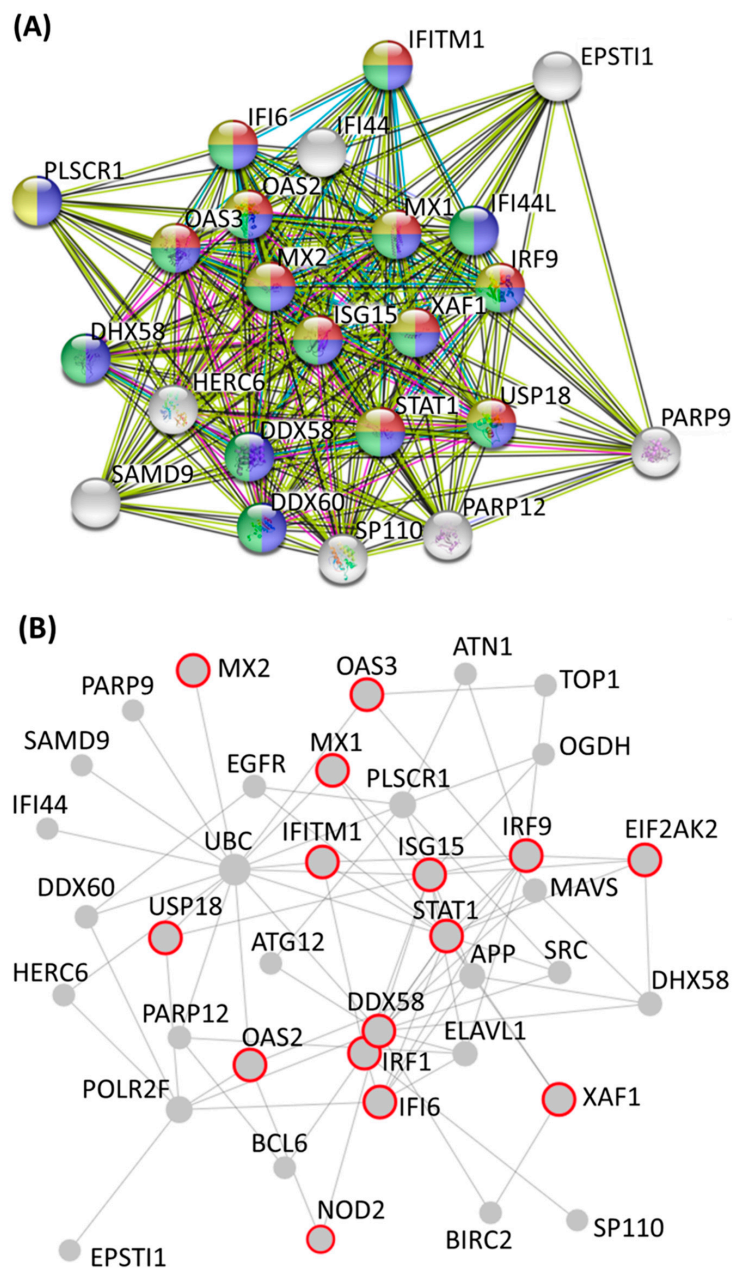 (A)
IFITM1
EPSTI1
IFI6
IFI44
PLSCR1
OAS2
OAS3
MX1
IFI44L
MX2
IRF9
ISG15
XAF1
DHX58
HERC6
STAT1
USP18
DDX58
PARP9
SAMD9
DDX60
SP110
PARP12
(B)
ATN1
MX2
OAS3
PARP9
TOP1
SAMD9
MX1
OGDH
EGFR
PLSCR1
IFI44
UBC
IFITM1
ISG15
IRF9
EIF2AK2
DDX60
MAVS
USP18
STAT1
ATG12
APP
SRC
HERC6
DHX58
PARP12
DDX58
OAS2
ELAVL1
IRF1
POLR2F
IFI6
XAF1
BCL6
NOD2
BIRC2
SP110
EPSTI1